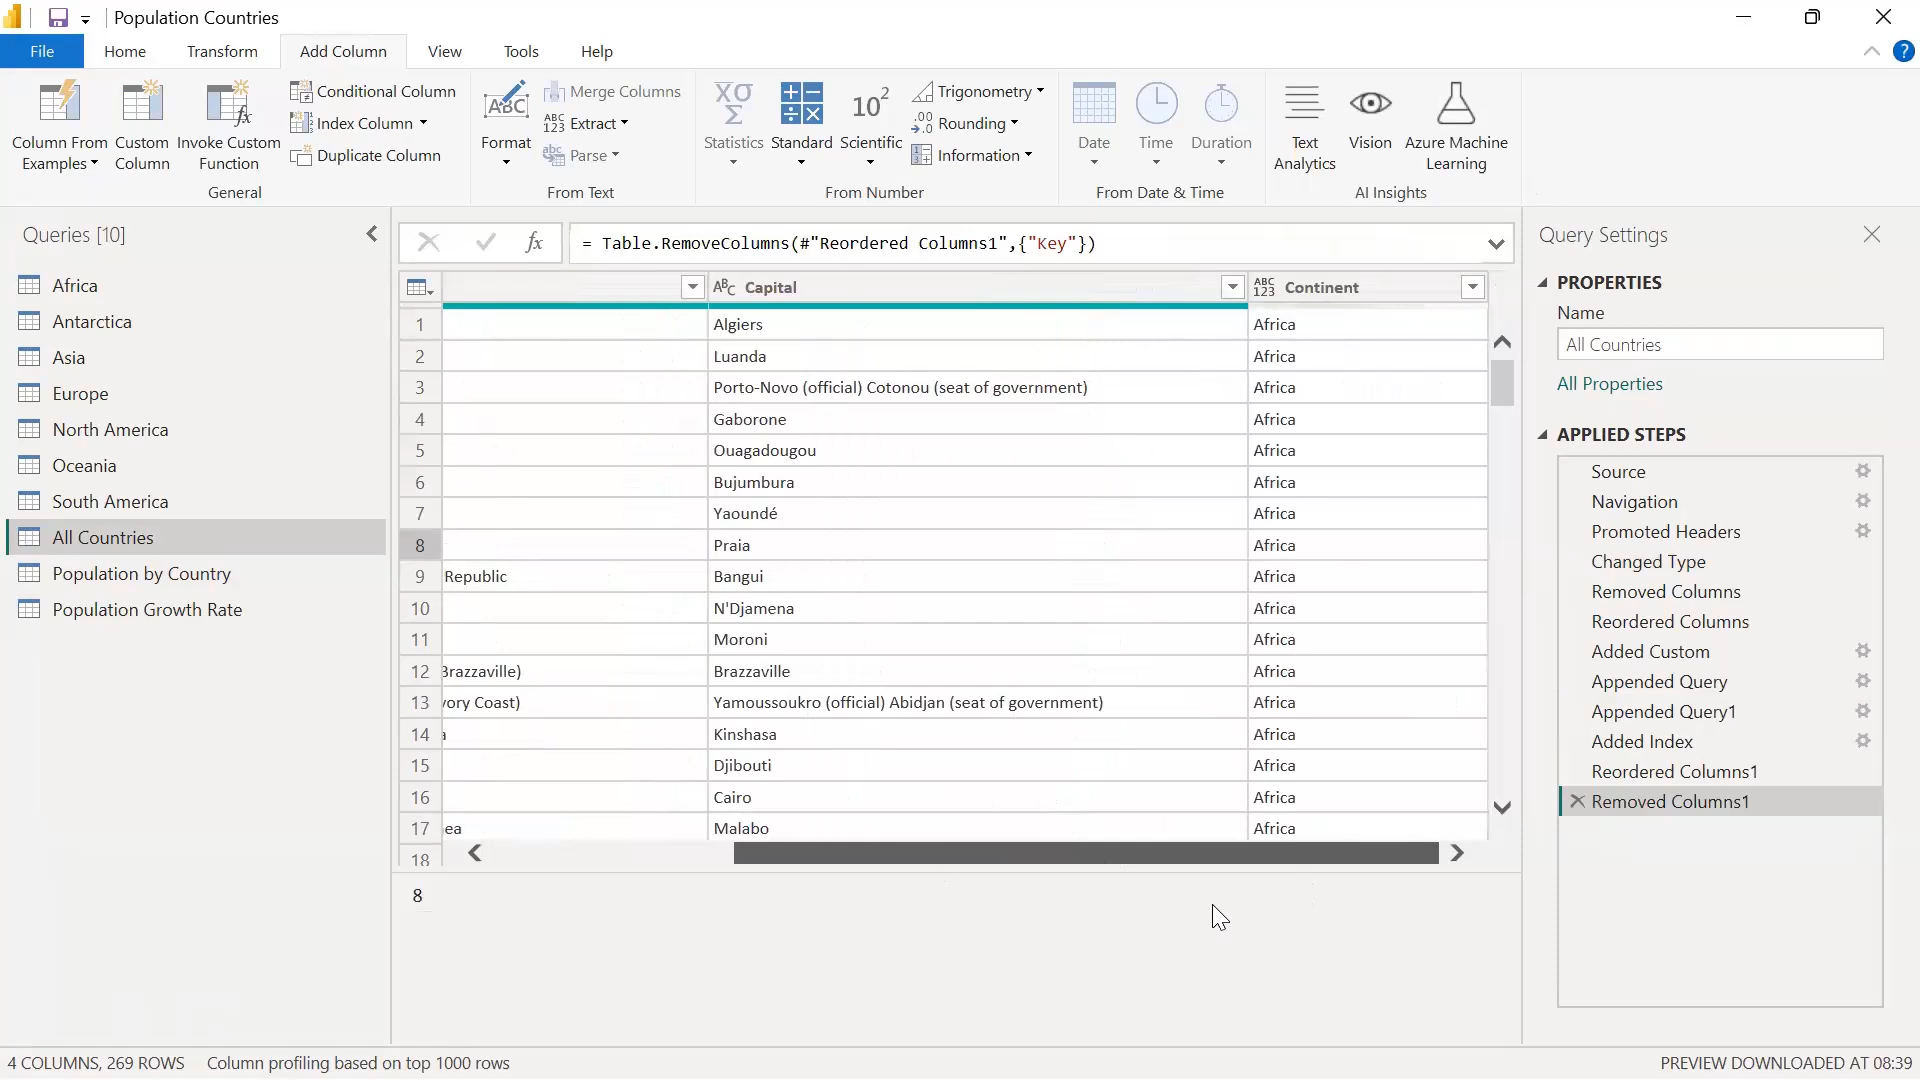 Population Countries
File Home Transform Add Column View Tools Help ?
Column From Examples
Custom Column
Invoke Custom Function
Conditional Column
Index Column
Duplicate Column
General
Format
Merge Columns
Extract
Parse
From Text
Statistics
Standard
Scientific
Trigonometry
Rounding
Information
From Number
Date
Time
Duration
From Date & Time
Text Analytics
Vision
Azure Machine Learning
AI Insights
Queries [10]
Africa
Antarctica
Asia
Europe
North America
Oceania
South America
All Countries
Population by Country
Population Growth Rate
fx = Table.RemoveColumns(#"Reordered Columns1",{"Key"})
ABC Capital ABC 123 Continent
1 Algiers Africa
2 Luanda Africa
3 Porto-Novo (official) Cotonou (seat of government) Africa
4 Gaborone Africa
5 Ouagadougou Africa
6 Bujumbura Africa
7 Yaoundé Africa
8 Praia Africa
9 Republic Bangui Africa
10 N'Djamena Africa
11 Moroni Africa
12 Brazzaville) Brazzaville Africa
13 vory Coast) Yamoussoukro (official) Abidjan (seat of government) Africa
14 a Kinshasa Africa
15 Djibouti Africa
16 Cairo Africa
17 ea Malabo Africa
18
8
Query Settings
PROPERTIES
Name
All Countries
All Properties
APPLIED STEPS
Source
Navigation
Promoted Headers
Changed Type
Removed Columns
Reordered Columns
Added Custom
Appended Query
Appended Query1
Added Index
Reordered Columns1
Removed Columns1
4 COLUMNS, 269 ROWS Column profiling based on top 1000 rows PREVIEW DOWNLOADED AT 08:39